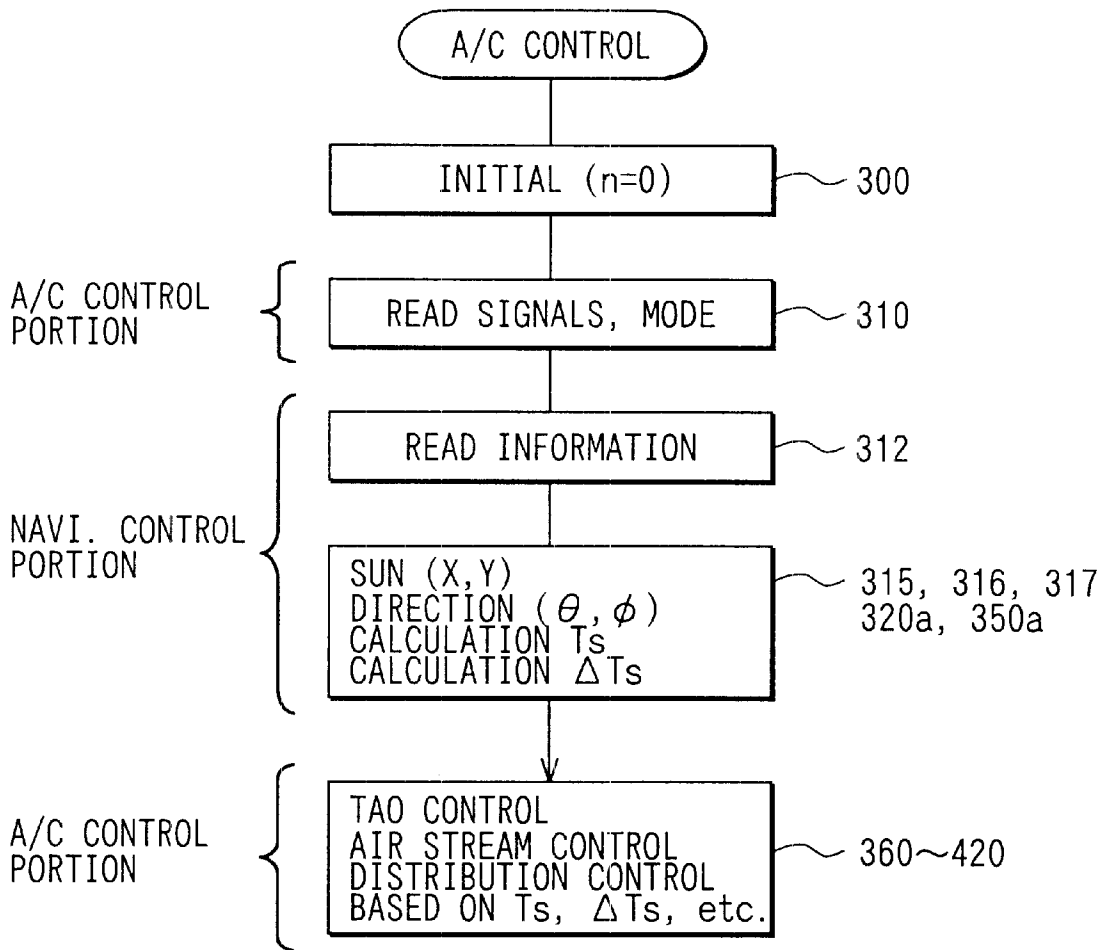 A/C CONTROL
INITIAL (n=0)
300
A/C CONTROL
PORTION
READ SIGNALS, MODE
310
READ INFORMATION
312
NAVI. CONTROL
PORTION
SUN (X,Y)
DIRECTION (θ,ϕ)
CALCULATION Ts
CALCULATION ΔTs
315, 316, 317
320a, 350a
A/C CONTROL
PORTION
TAO CONTROL
AIR STREAM CONTROL
DISTRIBUTION CONTROL
BASED ON Ts, ΔTs, etc.
360~420